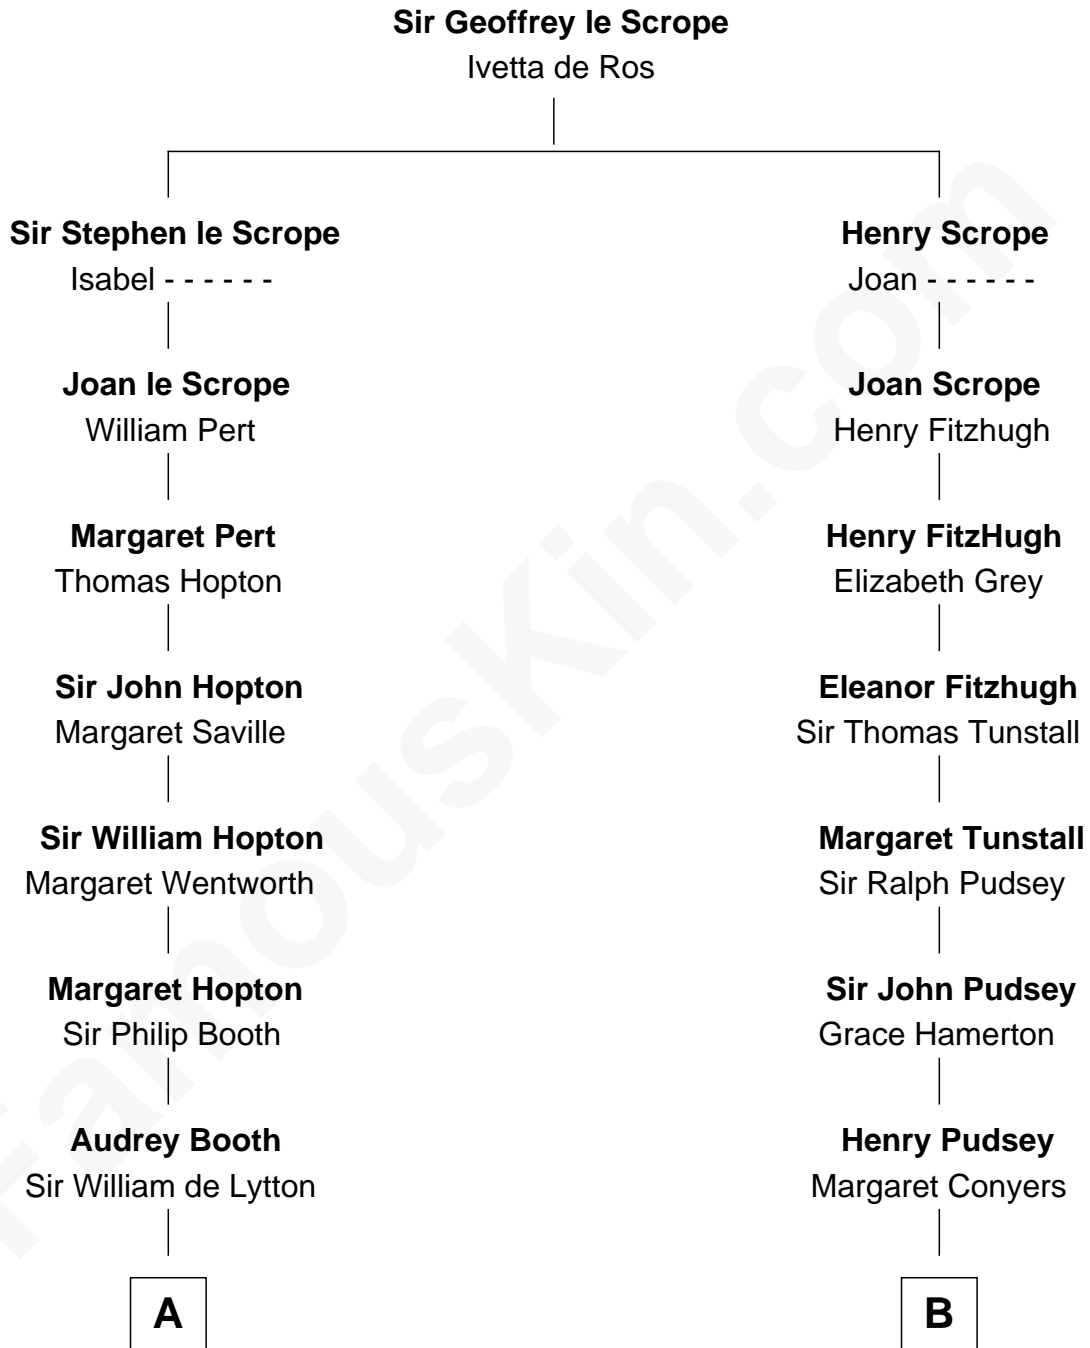 Sir Geoffrey le Scrope
Ivetta de Ros
Sir Stephen le Scrope
Isabel - - - - - -
Henry Scrope
Joan - - - - - -
Joan le Scrope
William Pert
Joan Scrope
Henry Fitzhugh
Margaret Pert
Thomas Hopton
Henry FitzHugh
Elizabeth Grey
Sir John Hopton
Margaret Saville
Eleanor Fitzhugh
Sir Thomas Tunstall
Sir William Hopton
Margaret Wentworth
Margaret Tunstall
Sir Ralph Pudsey
Margaret Hopton
Sir Philip Booth
Sir John Pudsey
Grace Hamerton
Audrey Booth
Sir William de Lytton
Henry Pudsey
Margaret Conyers
A
B
FamousKin.com